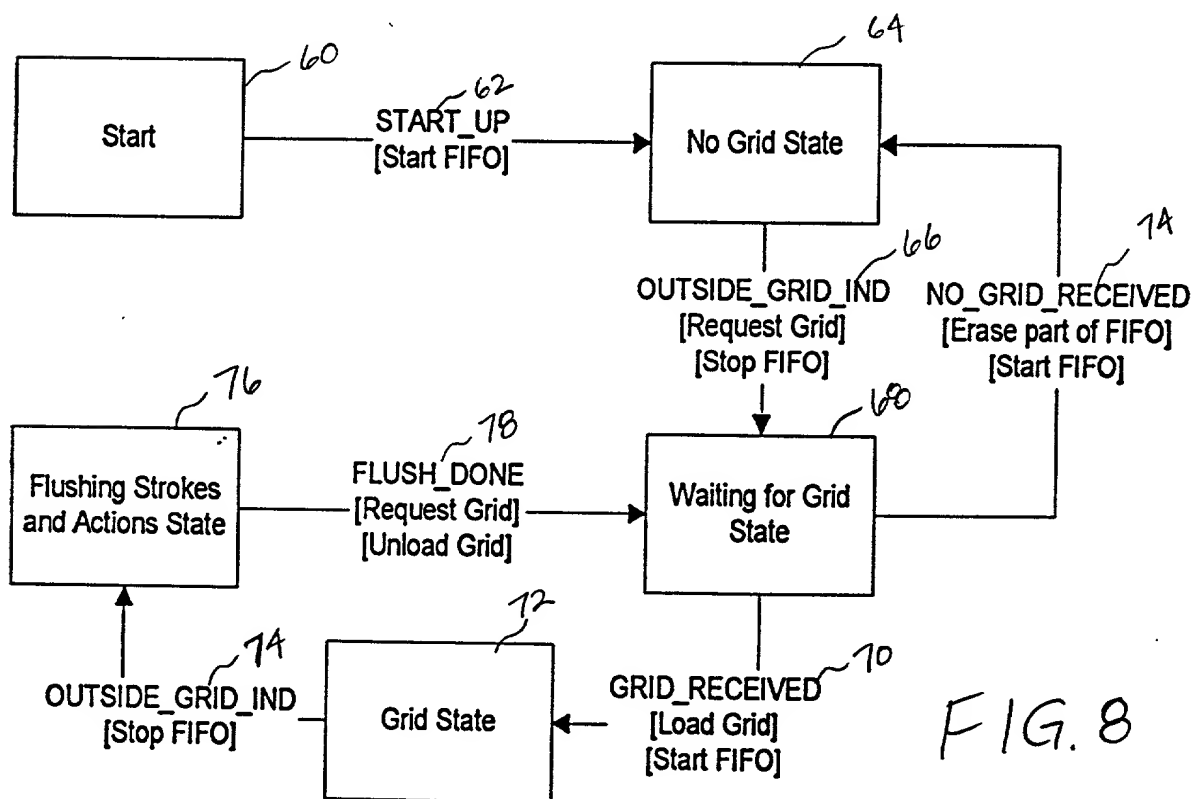 60
Start
62
START_UP
[Start FIFO]
64
No Grid State
66
OUTSIDE_GRID_IND
[Request Grid]
[Stop FIFO]
74
NO_GRID_RECEIVED
[Erase part of FIFO]
[Start FIFO]
76
Flushing Strokes
and Actions State
78
FLUSH_DONE
[Request Grid]
[Unload Grid]
68
Waiting for Grid
State
74
OUTSIDE_GRID_IND
[Stop FIFO]
72
Grid State
70
GRID_RECEIVED
[Load Grid]
[Start FIFO]
FIG. 8